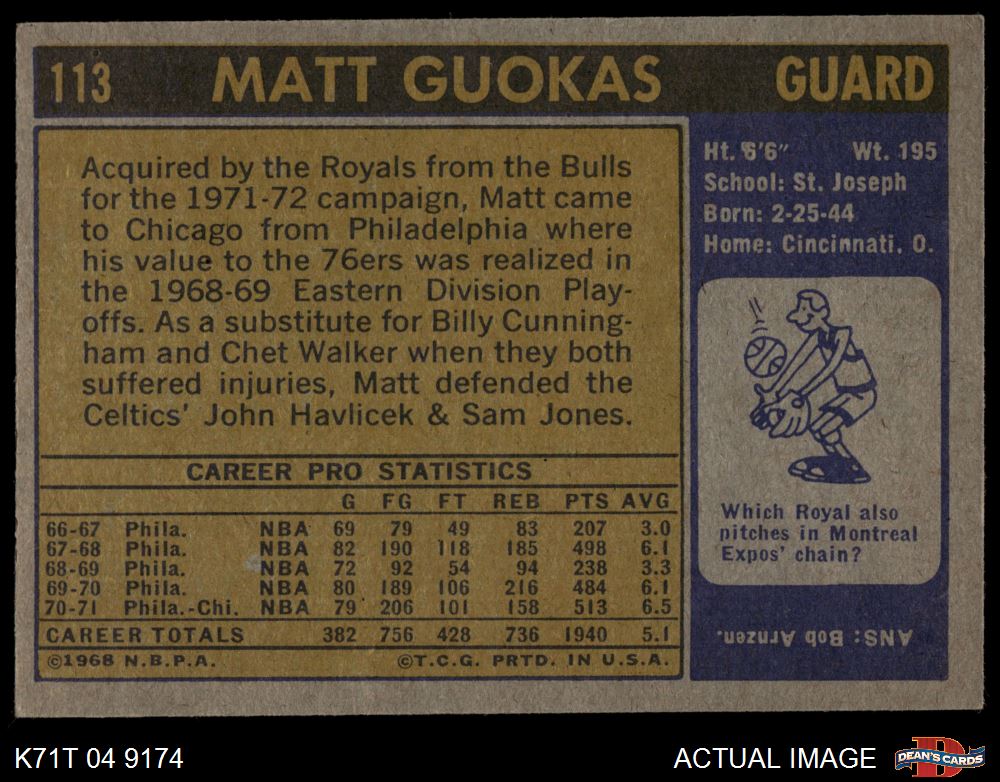 113 MATT GUOKAS GUARD
Acquired by the Royals from the Bulls
for the 1971-72 campaign, Matt came
to Chicago from Philadelphia where
his value to the 76ers was realized in
the 1968-69 Eastern Division Play-
offs. As a substitute for Billy Cunning-
ham and Chet Walker when they both
suffered injuries, Matt defended the
Celtics' John Havlicek & Sam Jones.
CAREER PRO STATISTICS
G FG FT REB PTS AVG
66-67 Phila. NBA 69 79 49 83 207 3.0
67-68 Phila. NBA 82 190 118 185 498 6.1
68-69 Phila. NBA 72 92 54 94 238 3.3
69-70 Phila. NBA 80 189 106 216 484 6.1
70-71 Phila.-Chi. NBA 79 206 101 158 513 6.5
CAREER TOTALS 382 756 428 736 1940 5.1
©1968 N.B.P.A. ©T.C.G. PRTD. IN U.S.A.
Ht. 6'6" Wt. 195
School: St. Joseph
Born: 2-25-44
Home: Cincinnati, O.
Which Royal also
pitches in Montreal
Expos' chain?
ANS: Bob Arnzen.
K71T 04 9174 ACTUAL IMAGE
DEAN'S CARDS